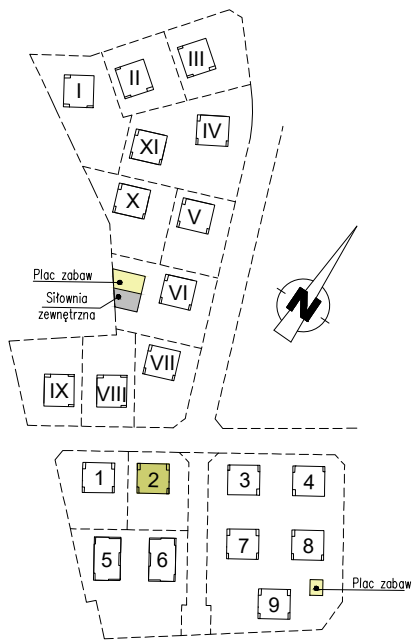 I
II
III
XI
IV
X
V
Plac zabaw
Siłownia
zewnętrzna
VI
VII
IX
VIII
N
1
2
3
4
5
6
7
8
9
Plac zabaw